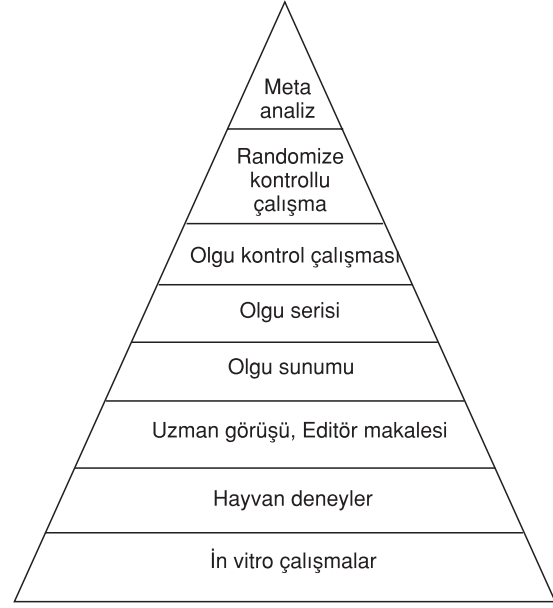 Meta
analiz
Randomize
kontrollu
çalışma
Olgu kontrol çalışması
Olgu serisi
Olgu sunumu
Uzman görüşü, Editör makalesi
Hayvan deneyler
İn vitro çalışmalar